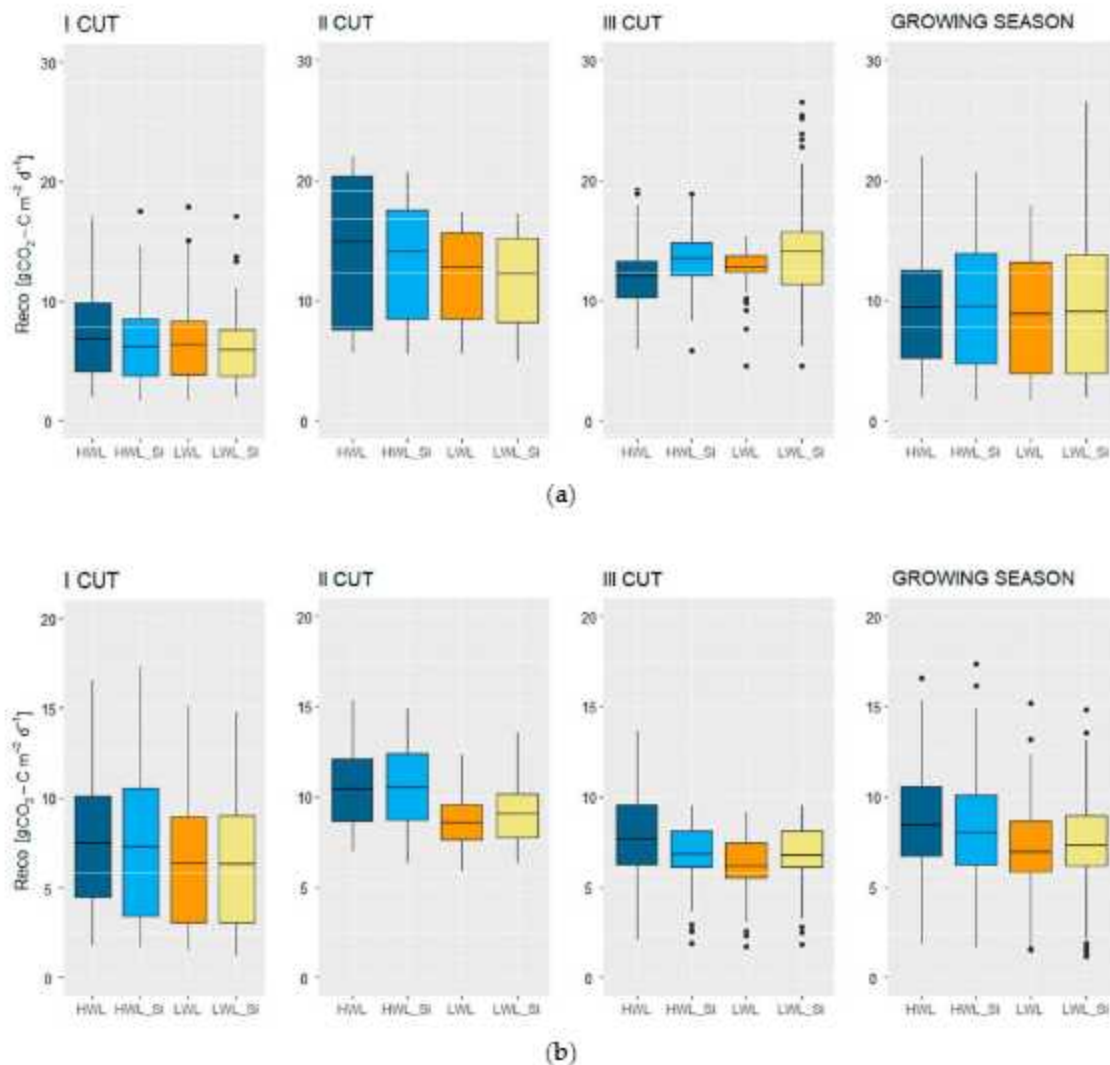 I CUT
II CUT
III CUT
GROWING SEASON
Reco [gCO₂−C m⁻² d⁻¹]
30
20
10
0
30
20
10
0
30
20
10
0
30
20
10
0
HWL HWL_SI LWL LWL_SI
HWL HWL_SI LWL LWL_SI
HWL HWL_SI LWL LWL_SI
HWL HWL_SI LWL LWL_SI
(a)
I CUT
II CUT
III CUT
GROWING SEASON
Reco [gCO₂−C m⁻² d⁻¹]
20
15
10
5
0
20
15
10
5
0
20
15
10
5
0
20
15
10
5
0
HWL HWL_SI LWL LWL_SI
HWL HWL_SI LWL LWL_SI
HWL HWL_SI LWL LWL_SI
HWL HWL_SI LWL LWL_SI
(b)